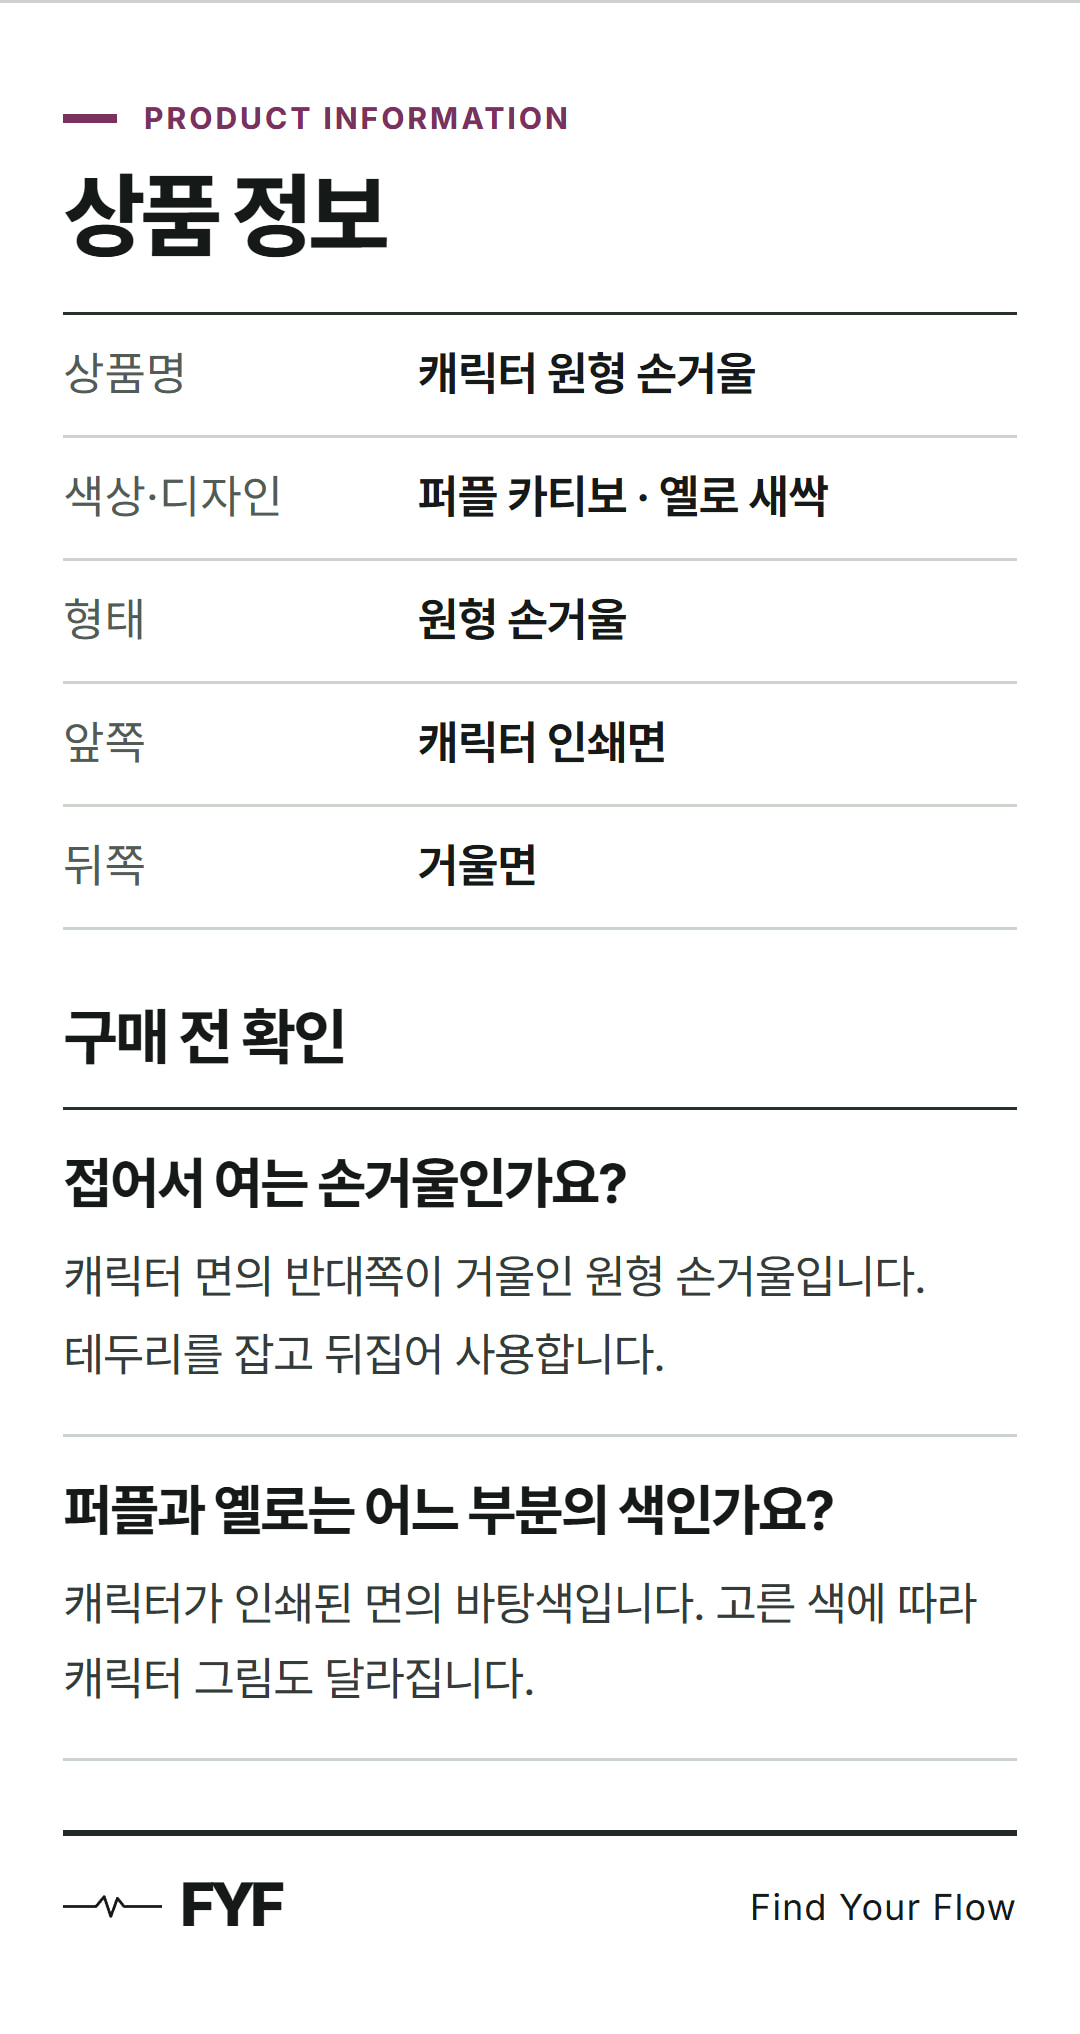 PRODUCT INFORMATION
상품 정보
상품명 캐릭터 원형 손거울
색상·디자인 퍼플 카티보 · 옐로 새싹
형태 원형 손거울
앞쪽 캐릭터 인쇄면
뒤쪽 거울면
구매 전 확인
접어서 여는 손거울인가요?
캐릭터 면의 반대쪽이 거울인 원형 손거울입니다.
테두리를 잡고 뒤집어 사용합니다.
퍼플과 옐로는 어느 부분의 색인가요?
캐릭터가 인쇄된 면의 바탕색입니다. 고른 색에 따라
캐릭터 그림도 달라집니다.
FYF Find Your Flow